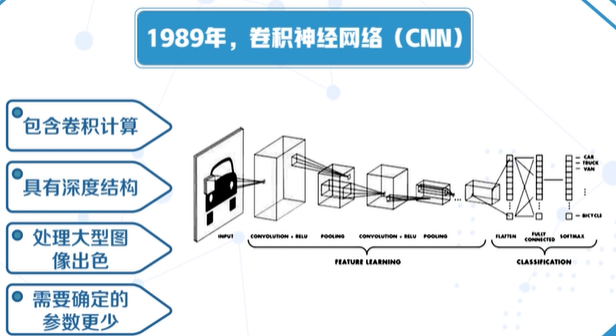 1989年，卷积神经网络（CNN）
包含卷积计算
具有深度结构
处理大型图
像出色
需要确定的
参数更少
CAR
TRUCK
VAN
BICYCLE
INPUT
CONVOLUTION + RELU
POOLING
CONVOLUTION + RELU
POOLING
FLATTEN
FULLY
CONNECTED
SOFTMAX
FEATURE LEARNING
CLASSIFICATION